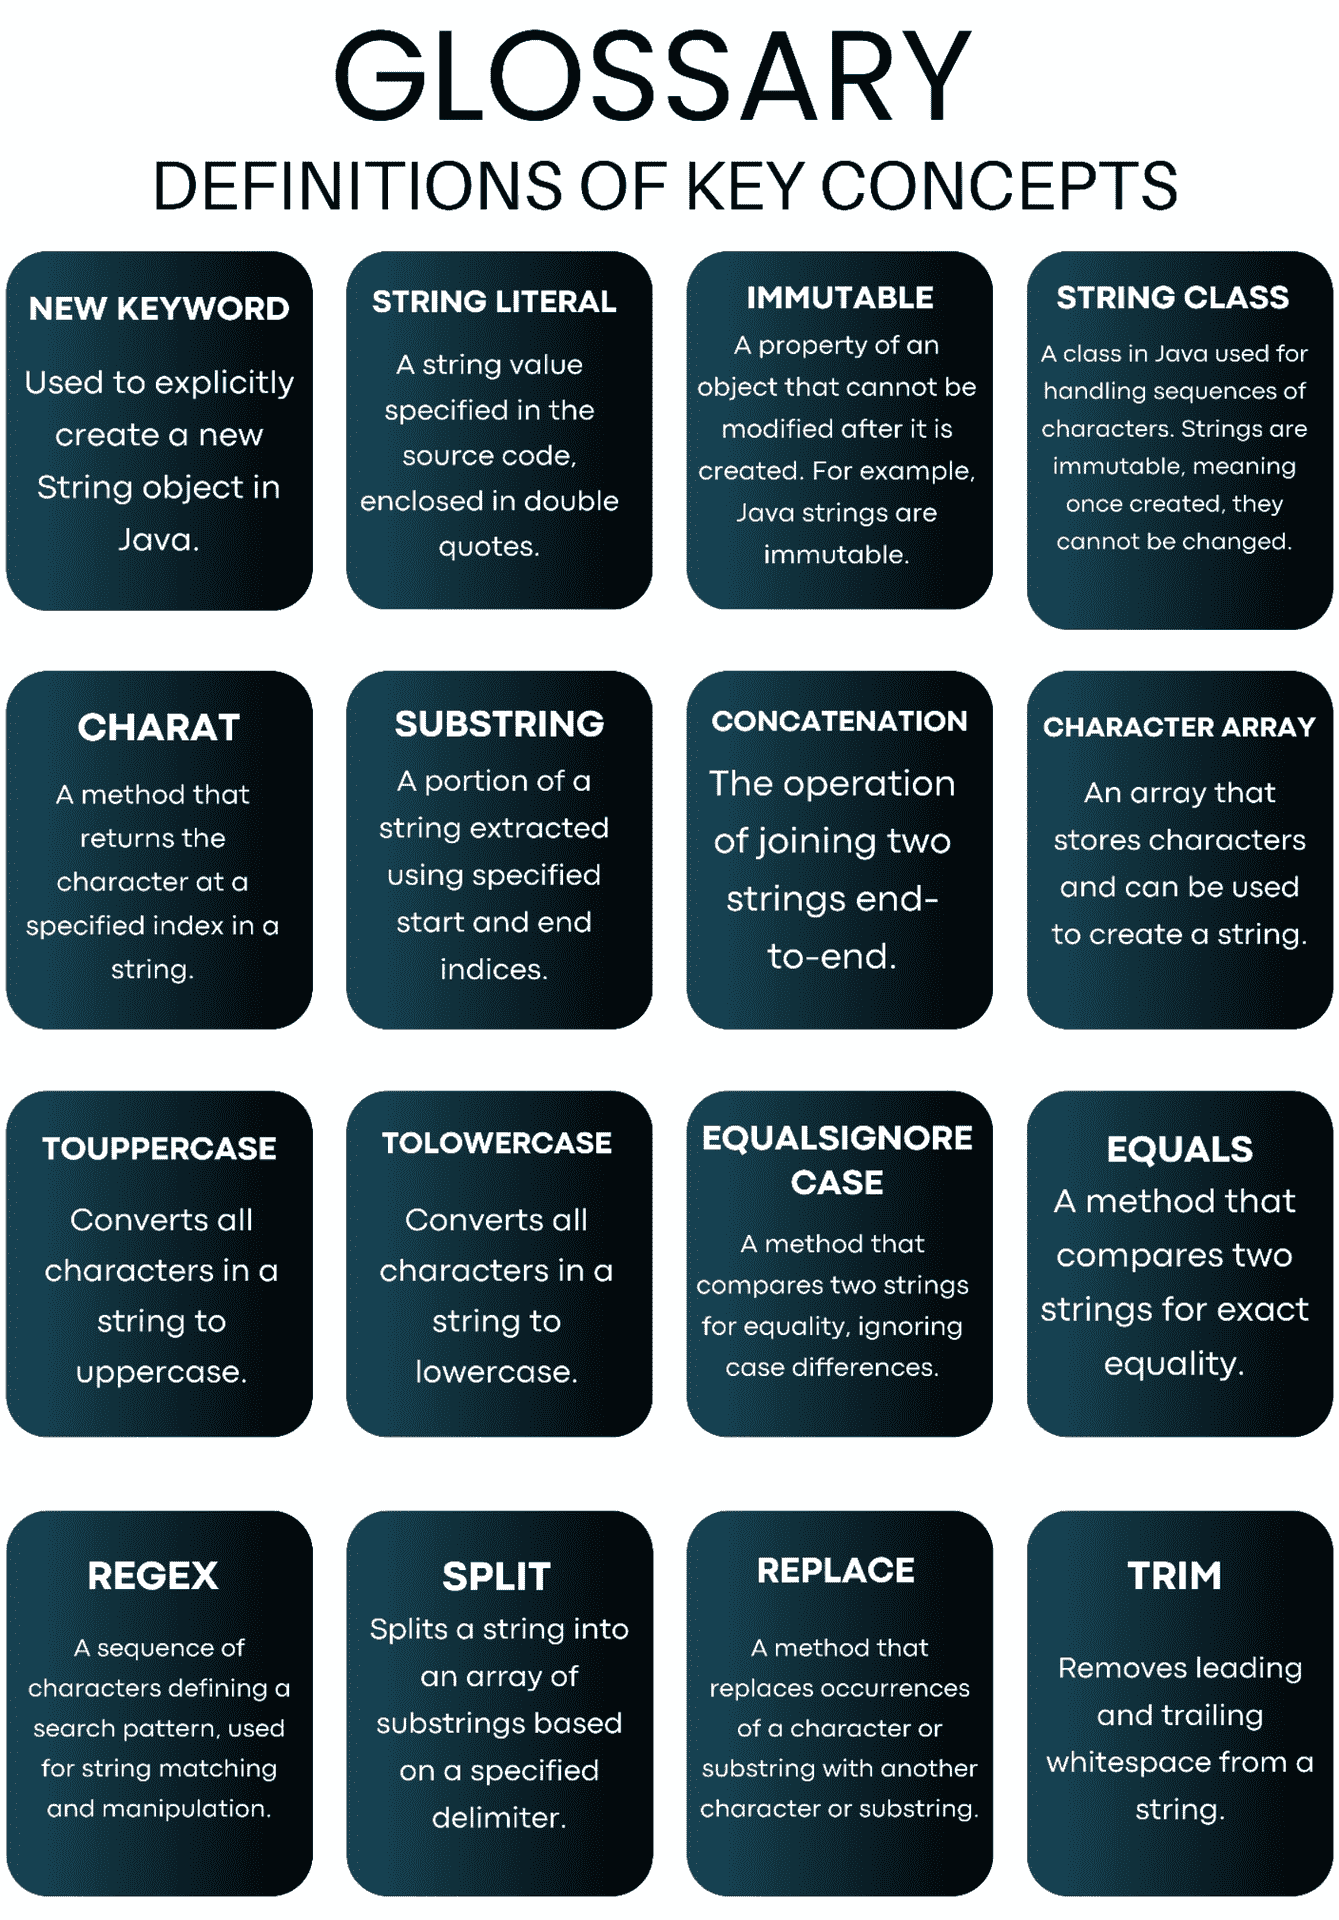 GLOSSARY
DEFINITIONS OF KEY CONCEPTS
NEW KEYWORD
Used to explicitly
create a new
String object in
Java.
STRING LITERAL
A string value
specified in the
source code,
enclosed in double
quotes.
IMMUTABLE
A property of an
object that cannot be
modified after it is
created. For example,
Java strings are
immutable.
STRING CLASS
A class in Java used for
handling sequences of
characters. Strings are
immutable, meaning
once created, they
cannot be changed.
CHARAT
A method that
returns the
character at a
specified index in a
string.
SUBSTRING
A portion of a
string extracted
using specified
start and end
indices.
CONCATENATION
The operation
of joining two
strings end-
to-end.
CHARACTER ARRAY
An array that
stores characters
and can be used
to create a string.
TOUPPERCASE
Converts all
characters in a
string to
uppercase.
TOLOWERCASE
Converts all
characters in a
string to
lowercase.
EQUALSIGNORE
CASE
A method that
compares two strings
for equality, ignoring
case differences.
EQUALS
A method that
compares two
strings for exact
equality.
REGEX
A sequence of
characters defining a
search pattern, used
for string matching
and manipulation.
SPLIT
Splits a string into
an array of
substrings based
on a specified
delimiter.
REPLACE
A method that
replaces occurrences
of a character or
substring with another
character or substring.
TRIM
Removes leading
and trailing
whitespace from a
string.